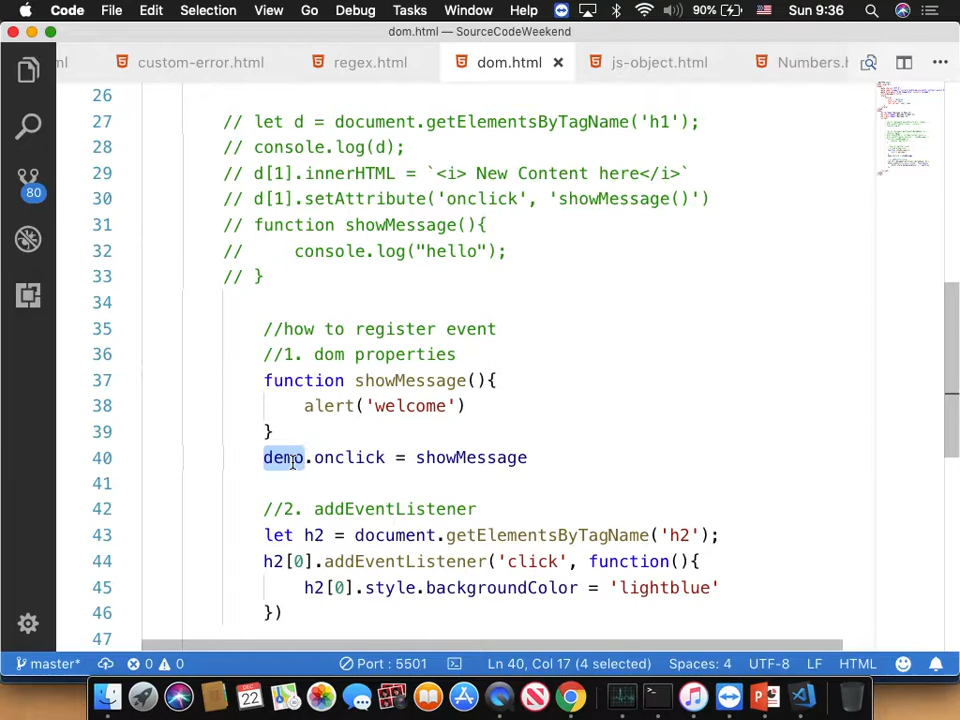 Code File Edit Selection View Go Debug Tasks Window Help 90% Sun 9:36
dom.html — SourceCodeWeekend
ml custom-error.html regex.html dom.html js-object.html Numbers.h
26
27 // let d = document.getElementsByTagName('h1');
28 // console.log(d);
29 // d[1].innerHTML = `<i> New Content here</i>`
30 // d[1].setAttribute('onclick', 'showMessage()')
31 // function showMessage(){
32 // console.log("hello");
33 // }
34
35 //how to register event
36 //1. dom properties
37 function showMessage(){
38 alert('welcome')
39 }
40 demo.onclick = showMessage
41
42 //2. addEventListener
43 let h2 = document.getElementsByTagName('h2');
44 h2[0].addEventListener('click', function(){
45 h2[0].style.backgroundColor = 'lightblue'
46 })
47
80
master* 0 0 Port : 5501 Ln 40, Col 17 (4 selected) Spaces: 4 UTF-8 LF HTML
DEC
22